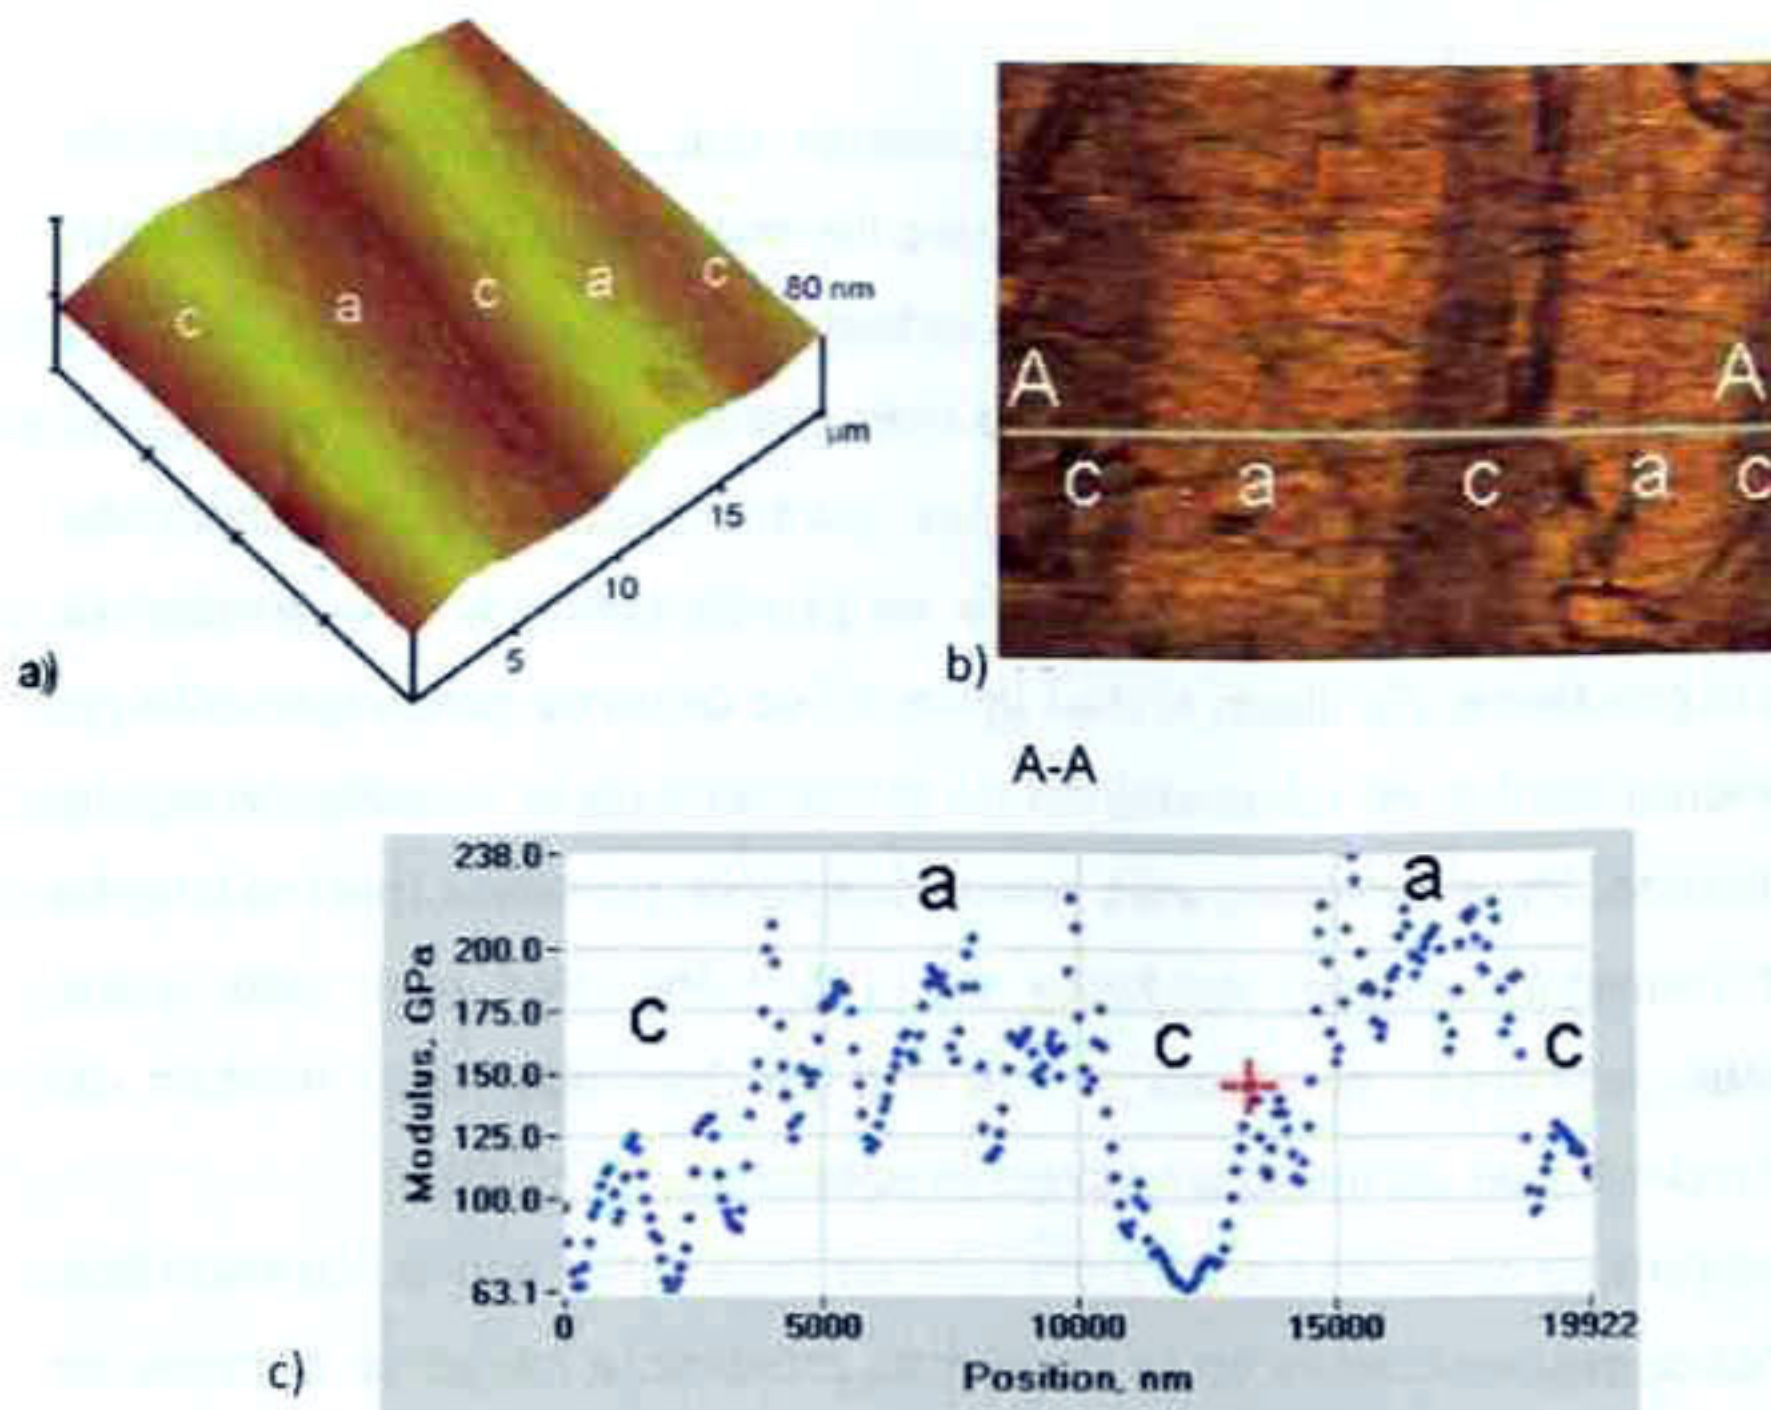 c a c a c
80 nm
µm
15
10
5
a)
A A
c a c a c
b)
A-A
238.0
200.0
175.0
150.0
125.0
100.0
63.1
Modulus, GPa
a a
c c c
0 5000 10000 15000 19922
Position, nm
c)